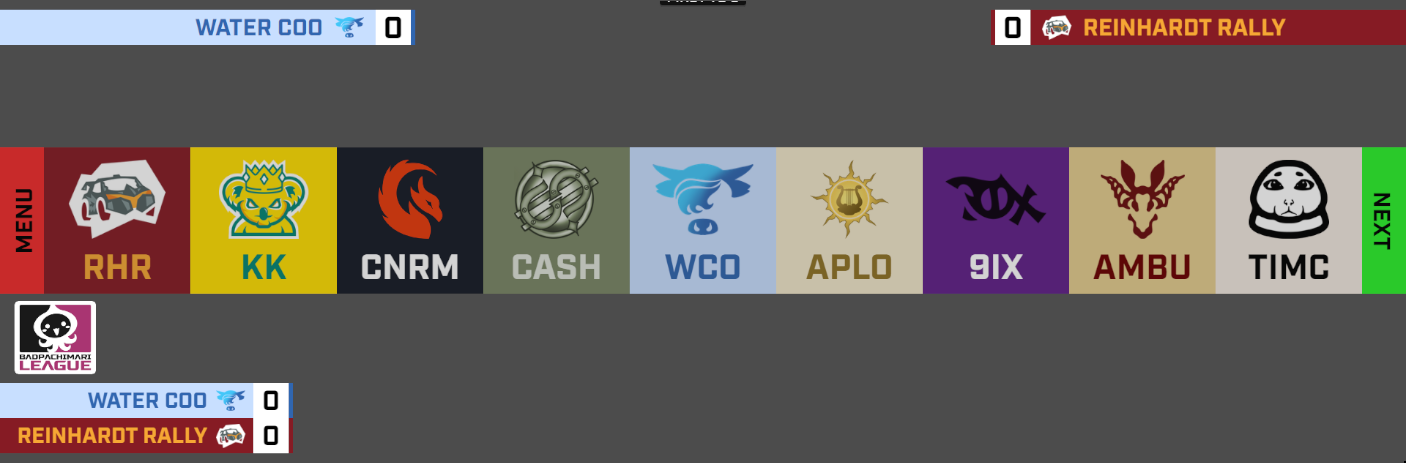 WATER COO 0
0 REINHARDT RALLY
MENU
RHR
KK
CNRM
CASH
WCO
APLO
9IX
AMBU
TIMC
NEXT
BADPACHIMARI
LEAGUE
WATER COO 0
REINHARDT RALLY 0